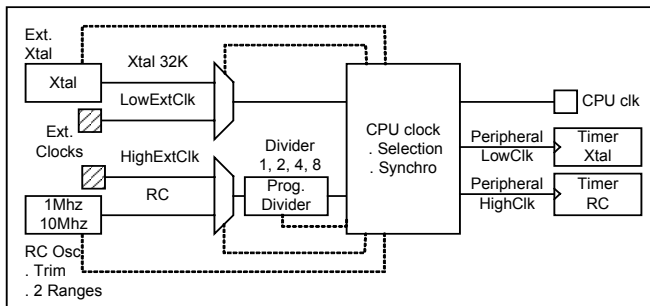 Ext.
Xtal
Xtal
Xtal 32K
LowExtClk
Ext.
Clocks
HighExtClk
RC
1Mhz
10Mhz
RC Osc
. Trim
. 2 Ranges
Divider
1, 2, 4, 8
Prog.
Divider
CPU clock
. Selection
. Synchro
CPU clk
Peripheral
LowClk
Timer
Xtal
Peripheral
HighClk
Timer
RC